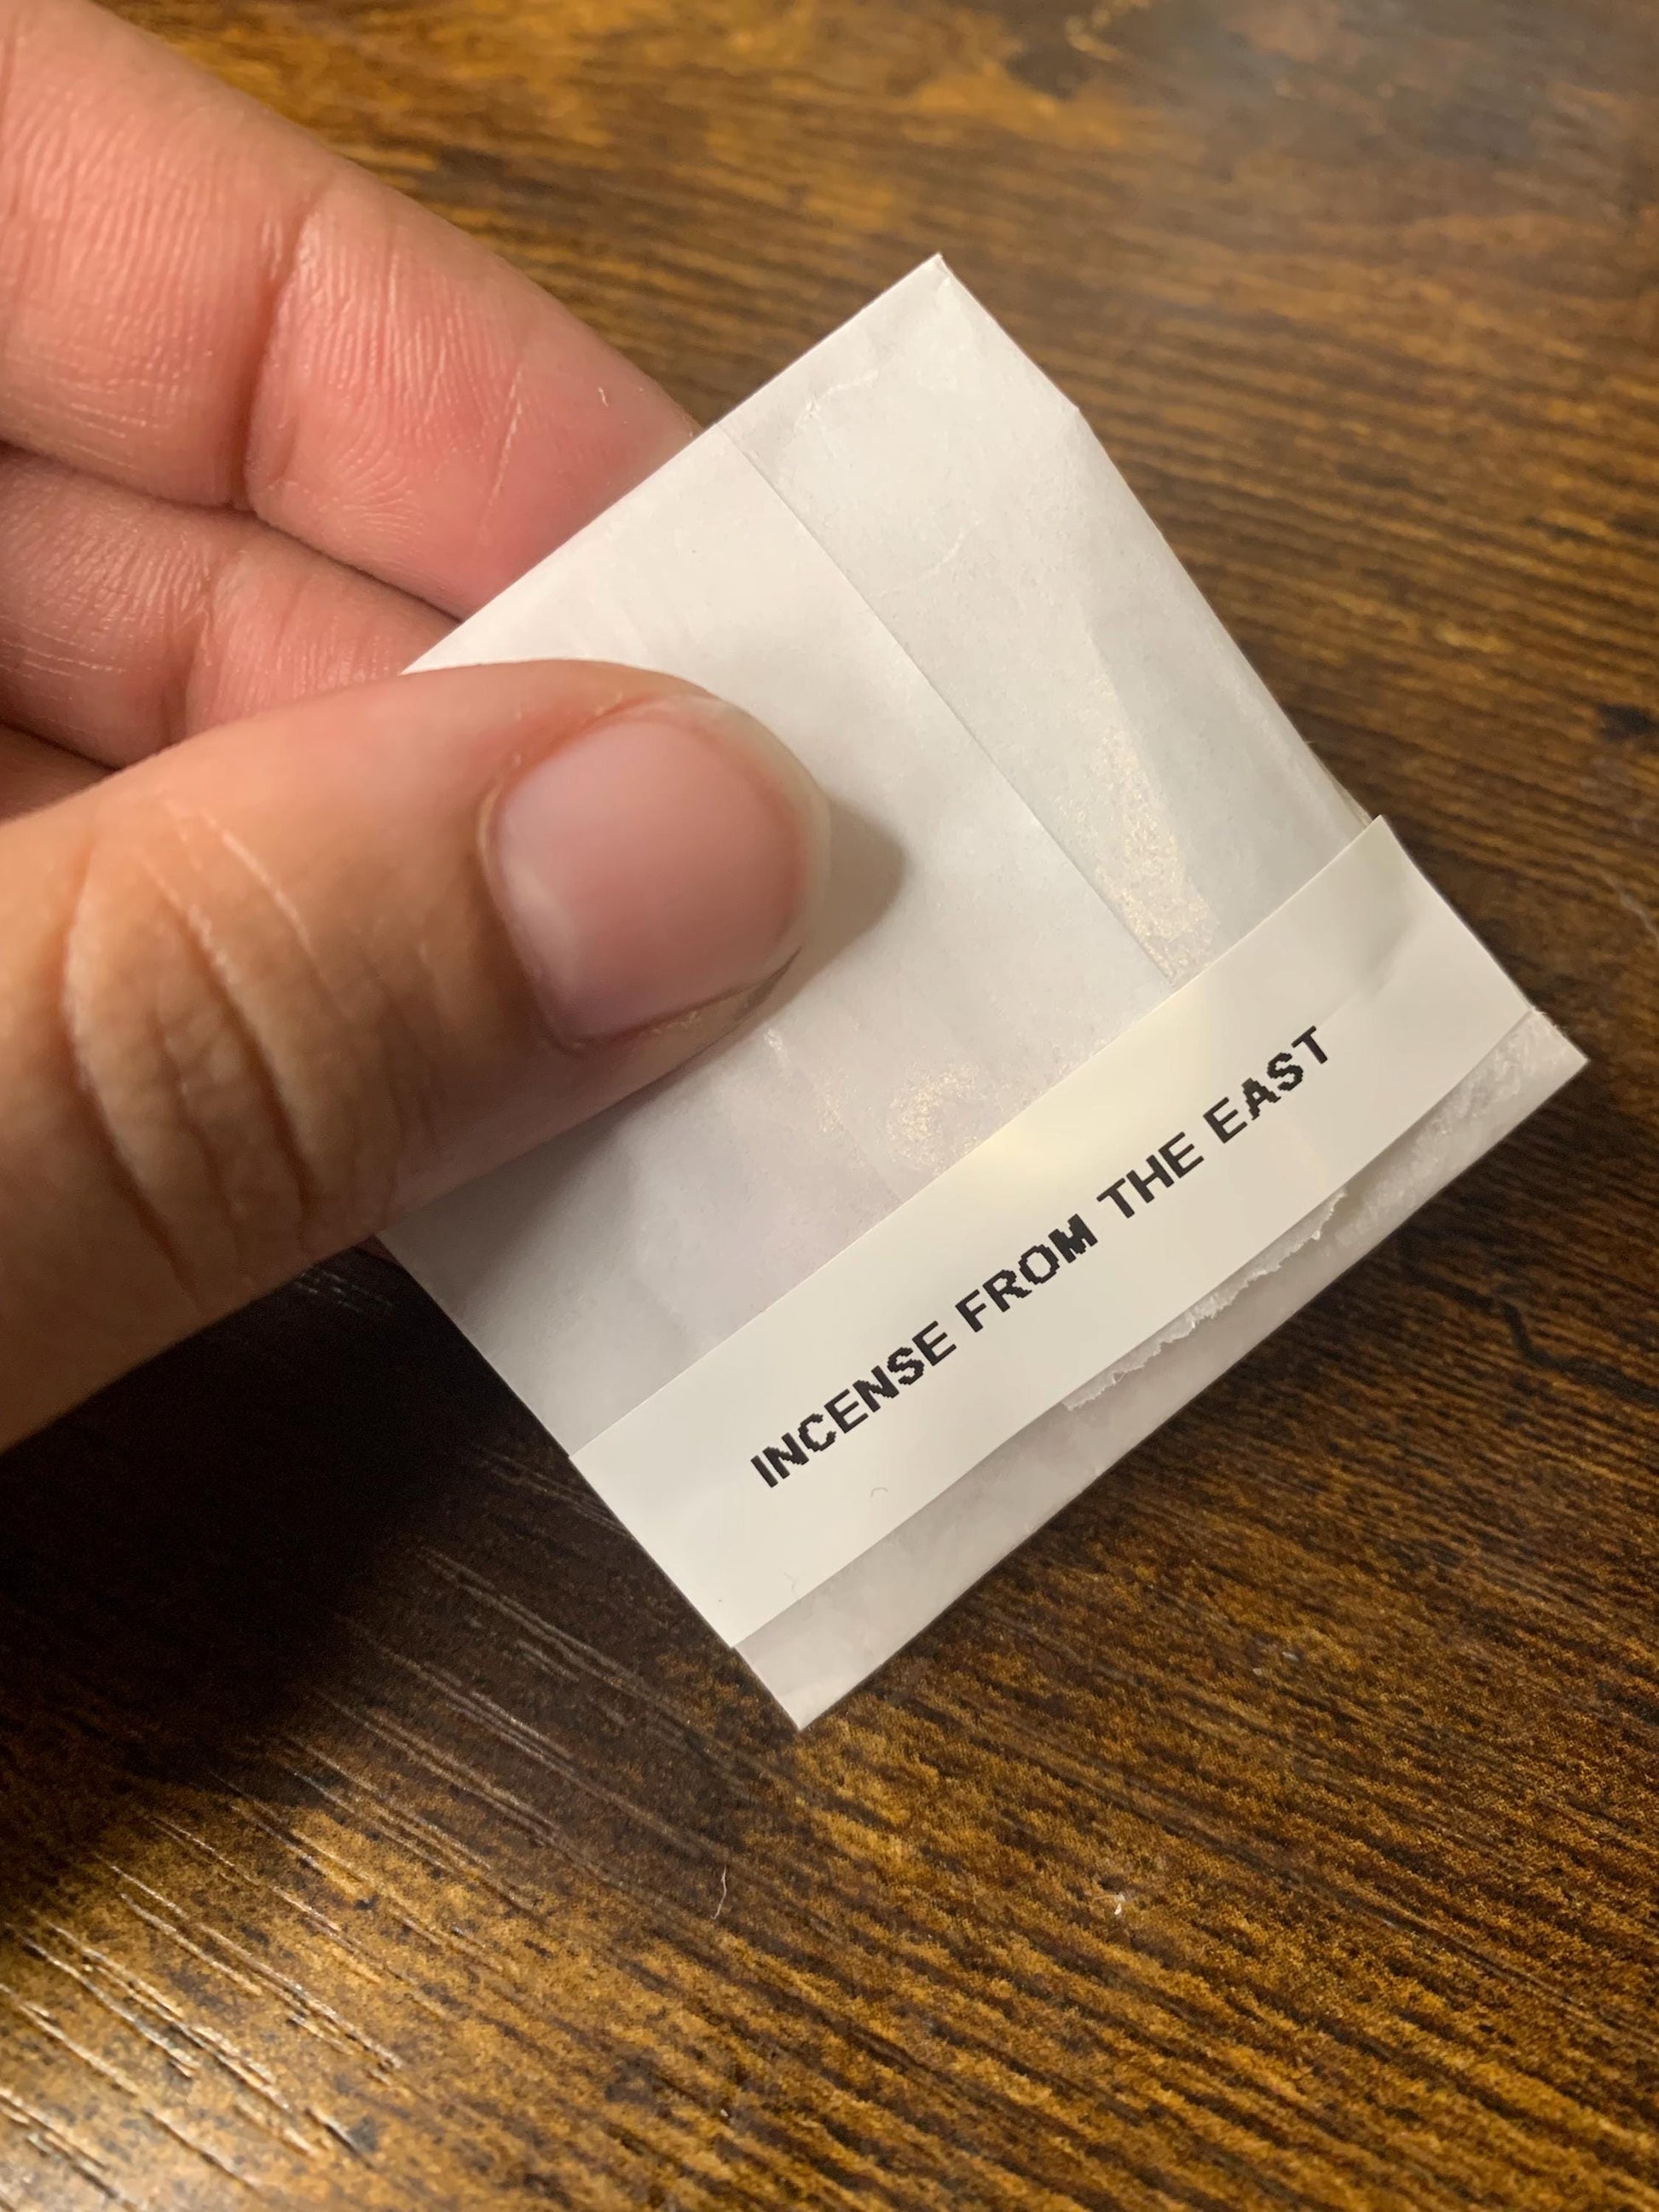 INCENSE FROM THE EAST